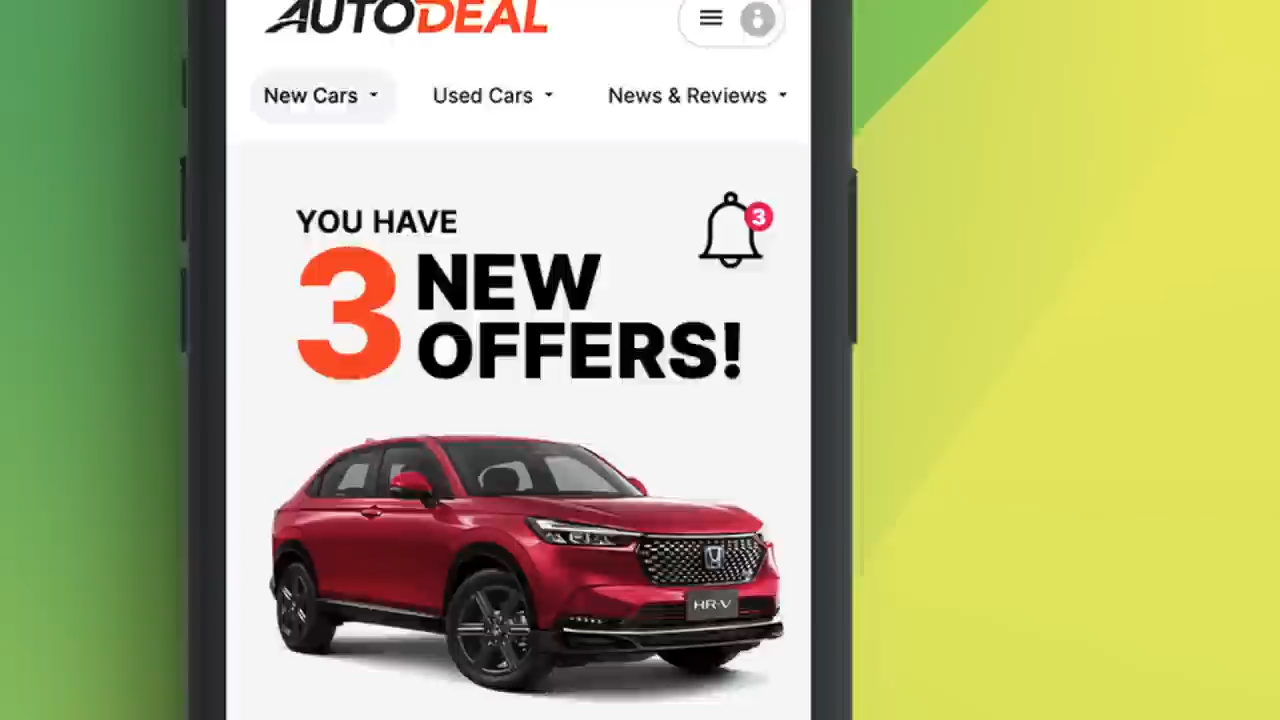 AUTODEAL
New Cars
Used Cars
News & Reviews
YOU HAVE
3
3 NEW
OFFERS!
HR-V